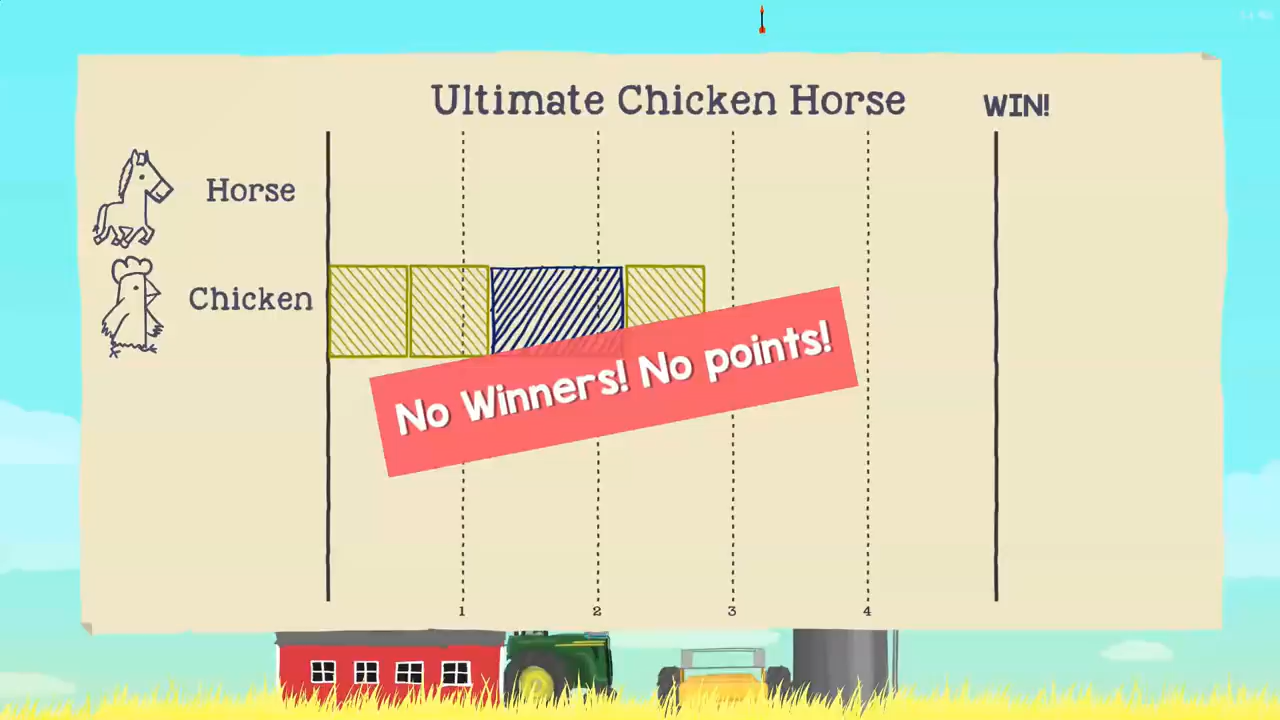 Ultimate Chicken Horse
WIN!
Horse
Chicken
No Winners! No points!
1 2 3 4